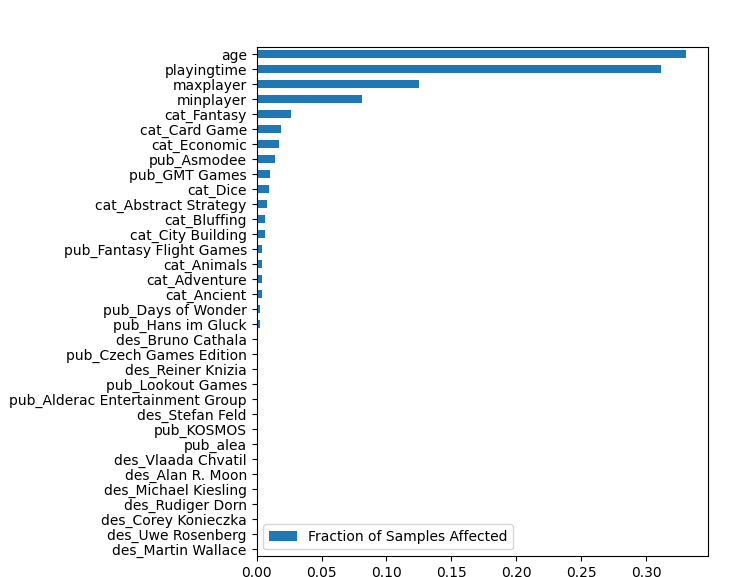 age
playingtime
maxplayer
minplayer
cat_Fantasy
cat_Card Game
cat_Economic
pub_Asmodee
pub_GMT Games
cat_Dice
cat_Abstract Strategy
cat_Bluffing
cat_City Building
pub_Fantasy Flight Games
cat_Animals
cat_Adventure
cat_Ancient
pub_Days of Wonder
pub_Hans im Gluck
des_Bruno Cathala
pub_Czech Games Edition
des_Reiner Knizia
pub_Lookout Games
pub_Alderac Entertainment Group
des_Stefan Feld
pub_KOSMOS
pub_alea
des_Vlaada Chvatil
des_Alan R. Moon
des_Michael Kiesling
des_Rudiger Dorn
des_Corey Konieczka
des_Uwe Rosenberg
des_Martin Wallace
Fraction of Samples Affected
0.00 0.05 0.10 0.15 0.20 0.25 0.30